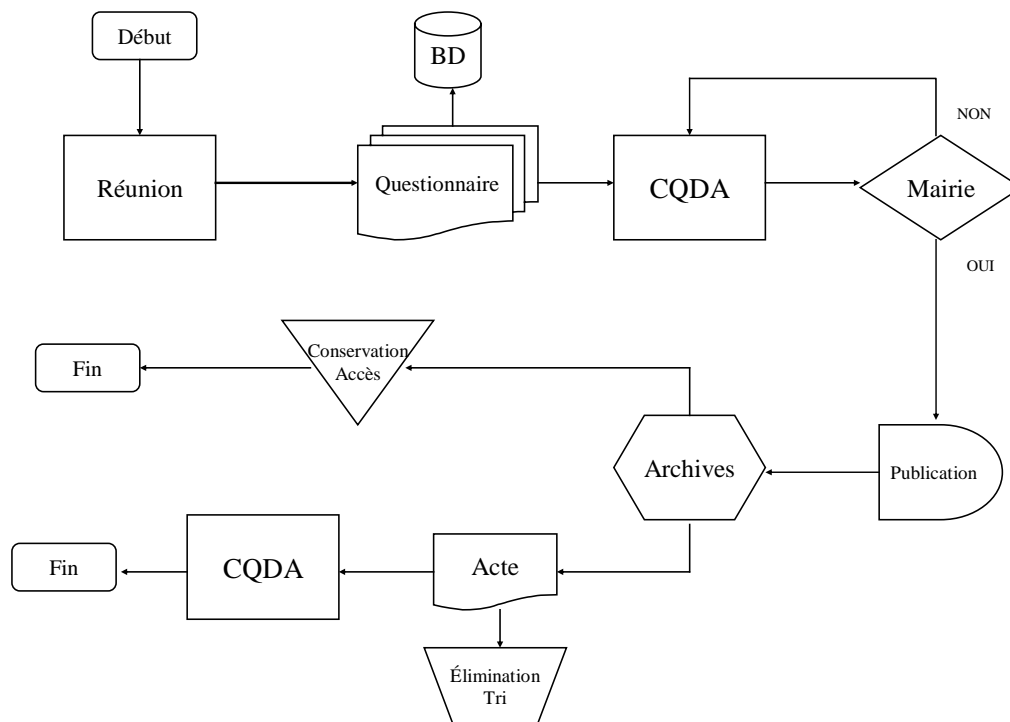 Début
BD
NON
Réunion
Questionnaire
CQDA
Mairie
OUI
Conservation
Accès
Fin
Archives
Publication
Fin
CQDA
Acte
Élimination
Tri